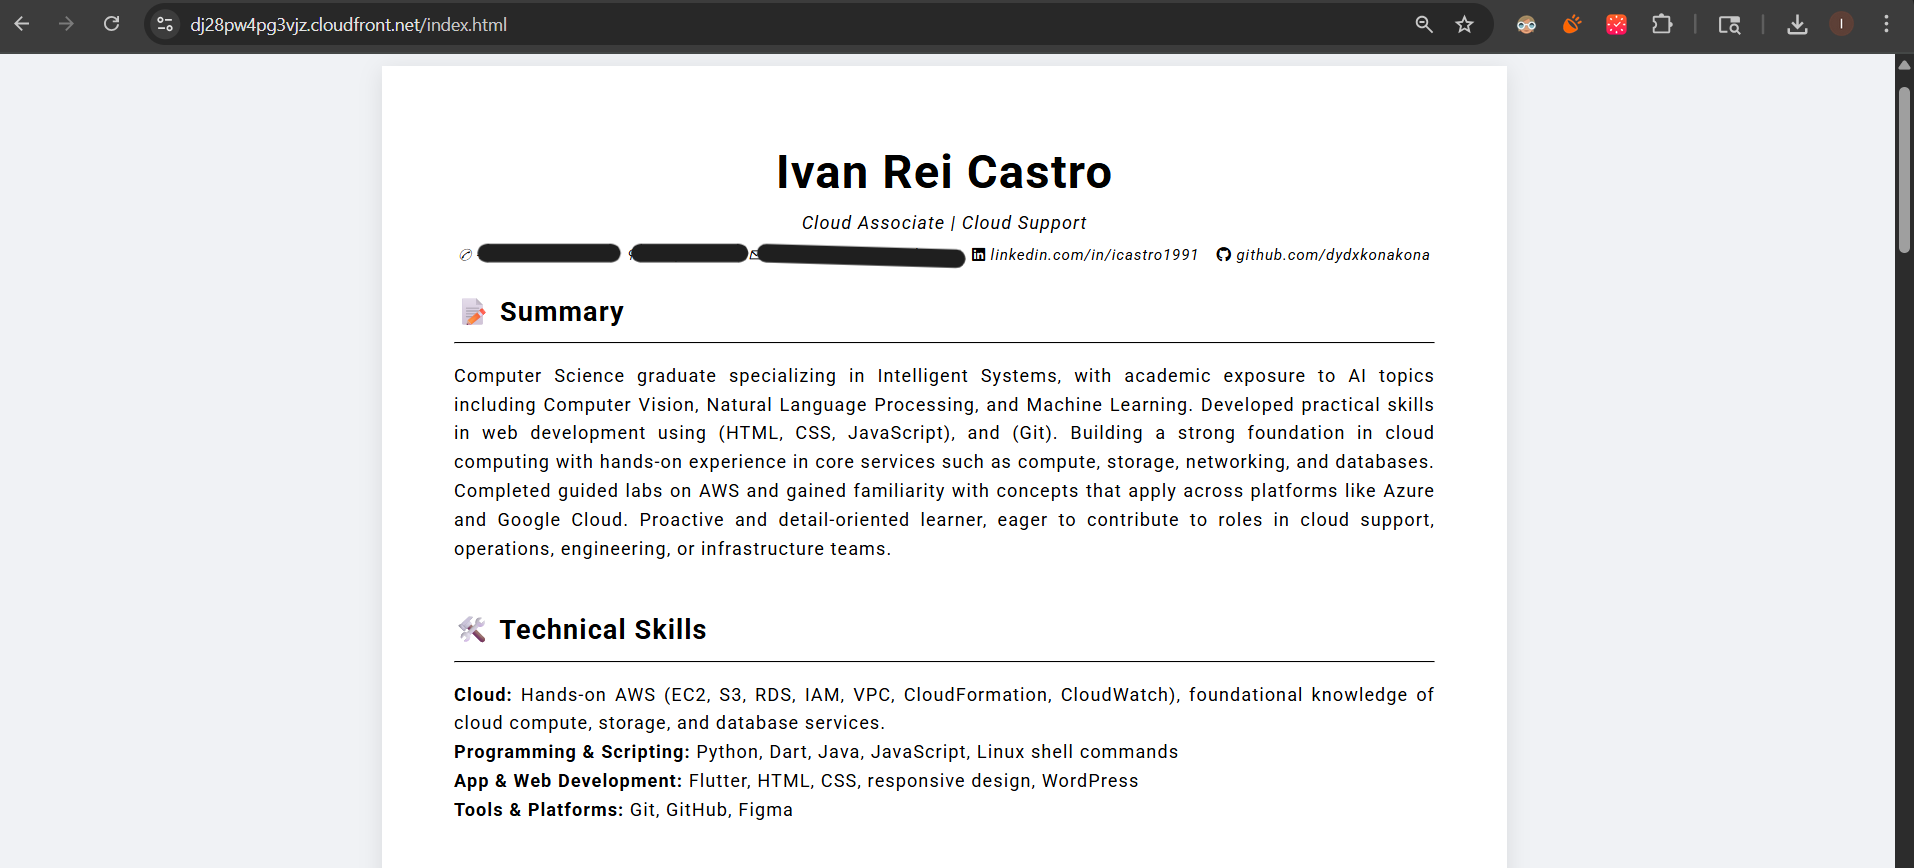 dj28pw4pg3vjz.cloudfront.net/index.html
I
Ivan Rei Castro
Cloud Associate | Cloud Support
linkedin.com/in/icastro1991 github.com/dydxkonakona
Summary
Computer Science graduate specializing in Intelligent Systems, with academic exposure to AI topics
including Computer Vision, Natural Language Processing, and Machine Learning. Developed practical skills
in web development using (HTML, CSS, JavaScript), and (Git). Building a strong foundation in cloud
computing with hands-on experience in core services such as compute, storage, networking, and databases.
Completed guided labs on AWS and gained familiarity with concepts that apply across platforms like Azure
and Google Cloud. Proactive and detail-oriented learner, eager to contribute to roles in cloud support,
operations, engineering, or infrastructure teams.
Technical Skills
Cloud: Hands-on AWS (EC2, S3, RDS, IAM, VPC, CloudFormation, CloudWatch), foundational knowledge of
cloud compute, storage, and database services.
Programming & Scripting: Python, Dart, Java, JavaScript, Linux shell commands
App & Web Development: Flutter, HTML, CSS, responsive design, WordPress
Tools & Platforms: Git, GitHub, Figma